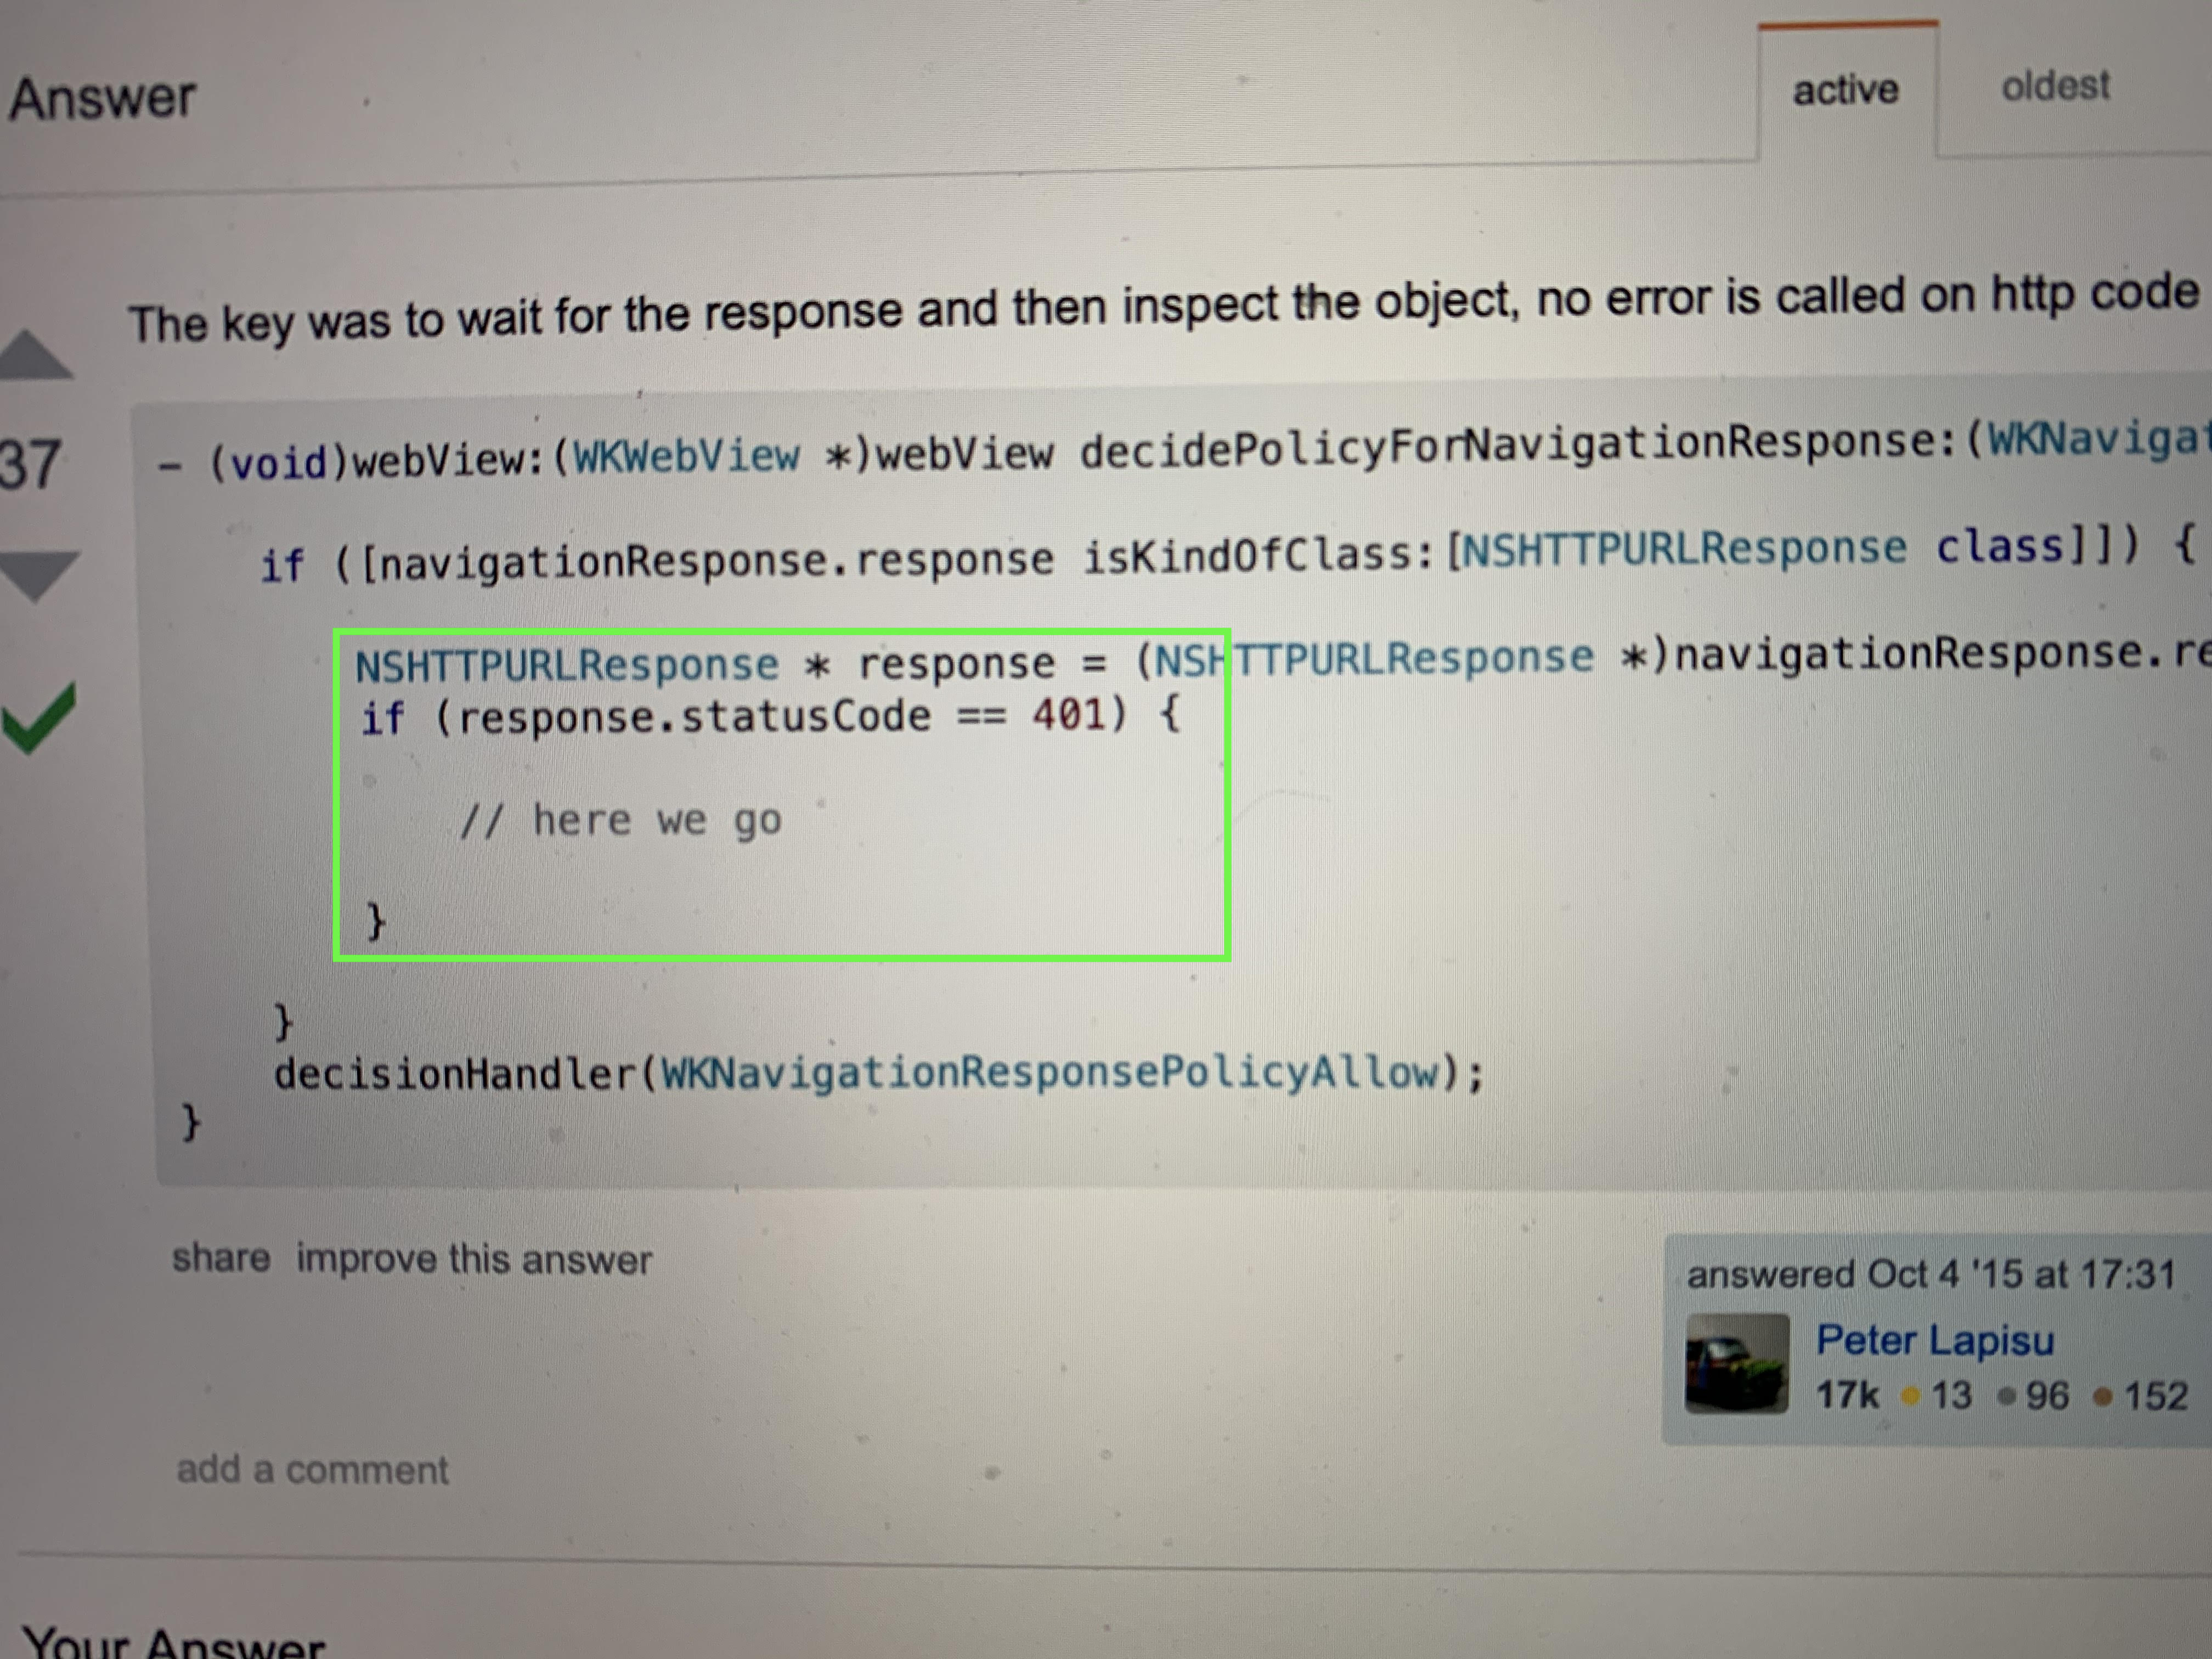 Answer
active oldest
The key was to wait for the response and then inspect the object, no error is called on http code
37
- (void)webView:(WKWebView *)webView decidePolicyForNavigationResponse:(WKNavigat
if ([navigationResponse.response isKindOfClass:[NSHTTPURLResponse class]]) {
NSHTTPURLResponse * response = (NSHTTPURLResponse *)navigationResponse.re
if (response.statusCode == 401) {
// here we go
}
}
decisionHandler(WKNavigationResponsePolicyAllow);
}
share improve this answer
answered Oct 4 '15 at 17:31
Peter Lapisu
17k 13 96 152
add a comment
Your Answer